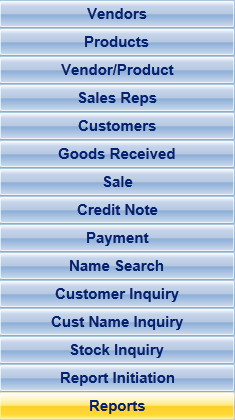 Vendors
Products
Vendor/Product
Sales Reps
Customers
Goods Received
Sale
Credit Note
Payment
Name Search
Customer Inquiry
Cust Name Inquiry
Stock Inquiry
Report Initiation
Reports